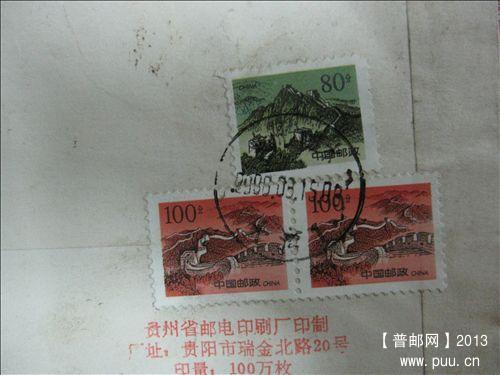 80分
CHINA
中国邮政
1998.03.15.08
100分
100分
中国邮政 CHINA
中国邮政 CHINA
贵州省邮电印刷厂印制
厂址：贵阳市瑞金北路20号
印量：100万枚
【普邮网】2013
www.puu.cn